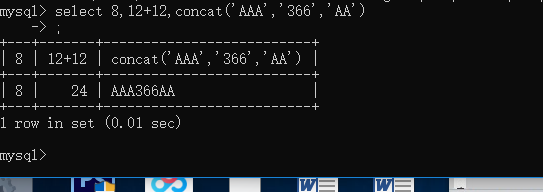 mysql> select 8,12+12,concat('AAA','366','AA')
    -> ;
+---+-------+--------------------------+
| 8 | 12+12 | concat('AAA','366','AA') |
+---+-------+--------------------------+
| 8 |    24 | AAA366AA                 |
+---+-------+--------------------------+
1 row in set (0.01 sec)
mysql>